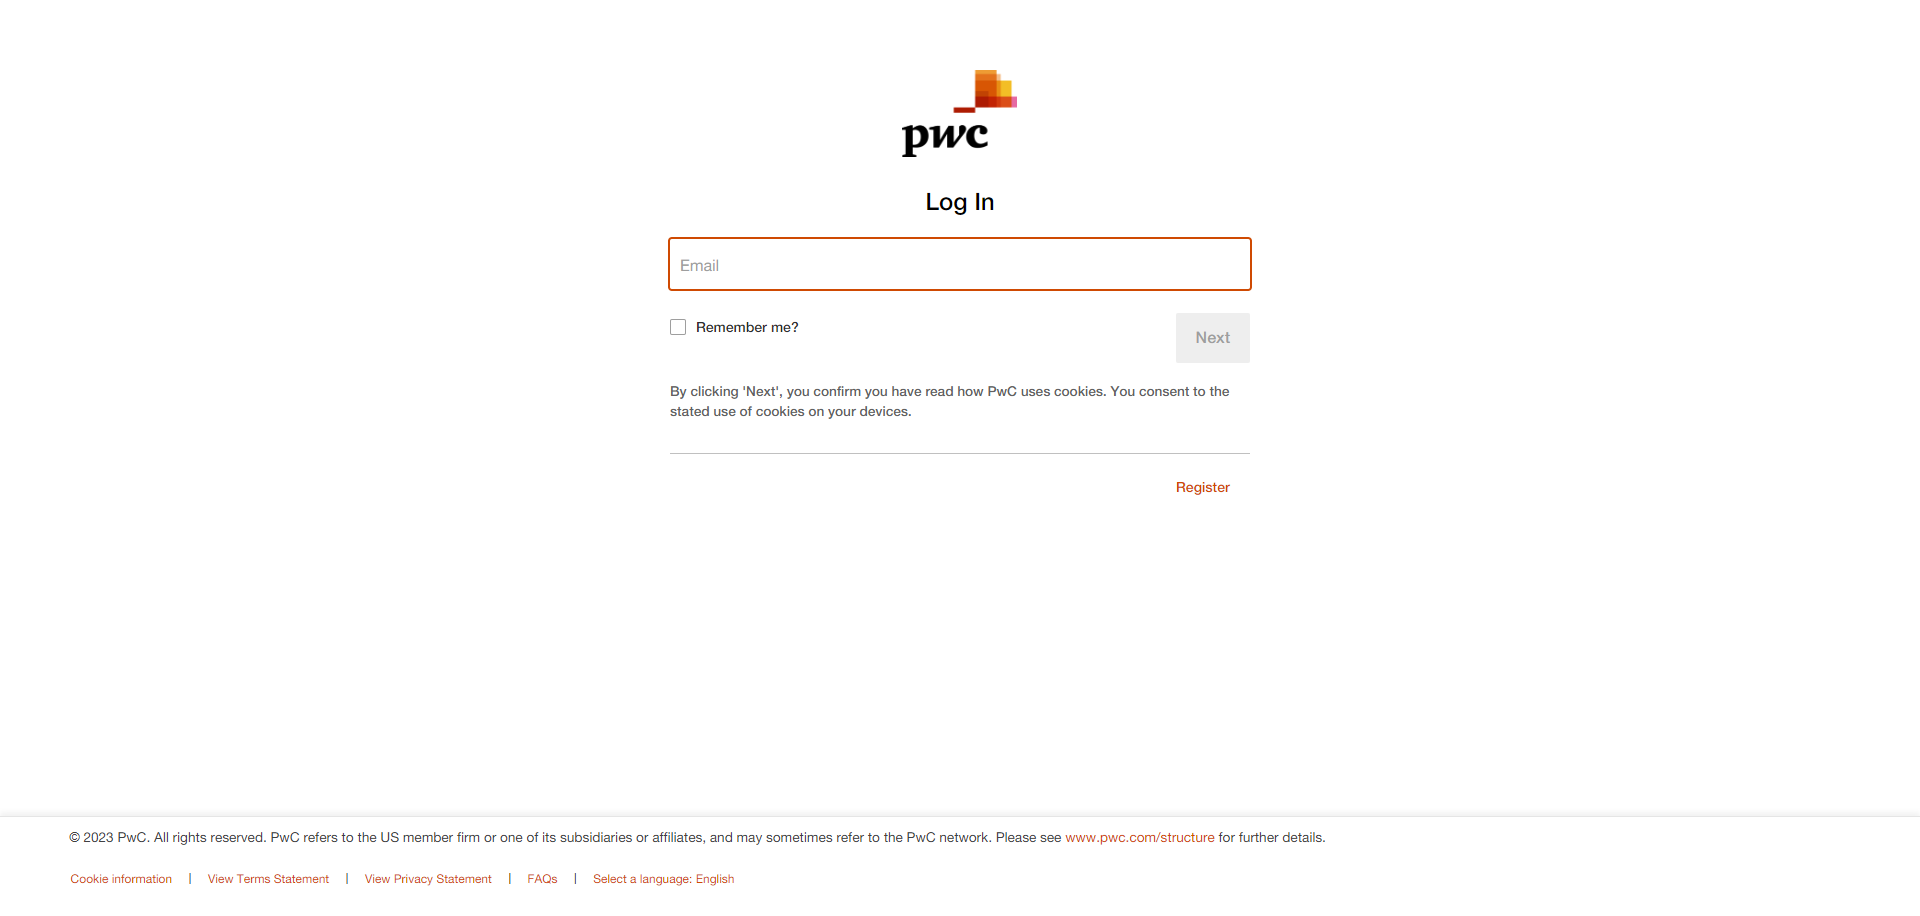 pwc
Log In
Email
Remember me?
Next
By clicking 'Next', you confirm you have read how PwC uses cookies. You consent to the
stated use of cookies on your devices.
Register
© 2023 PwC. All rights reserved. PwC refers to the US member firm or one of its subsidiaries or affiliates, and may sometimes refer to the PwC network. Please see www.pwc.com/structure for further details.
Cookie information | View Terms Statement | View Privacy Statement | FAQs | Select a language: English